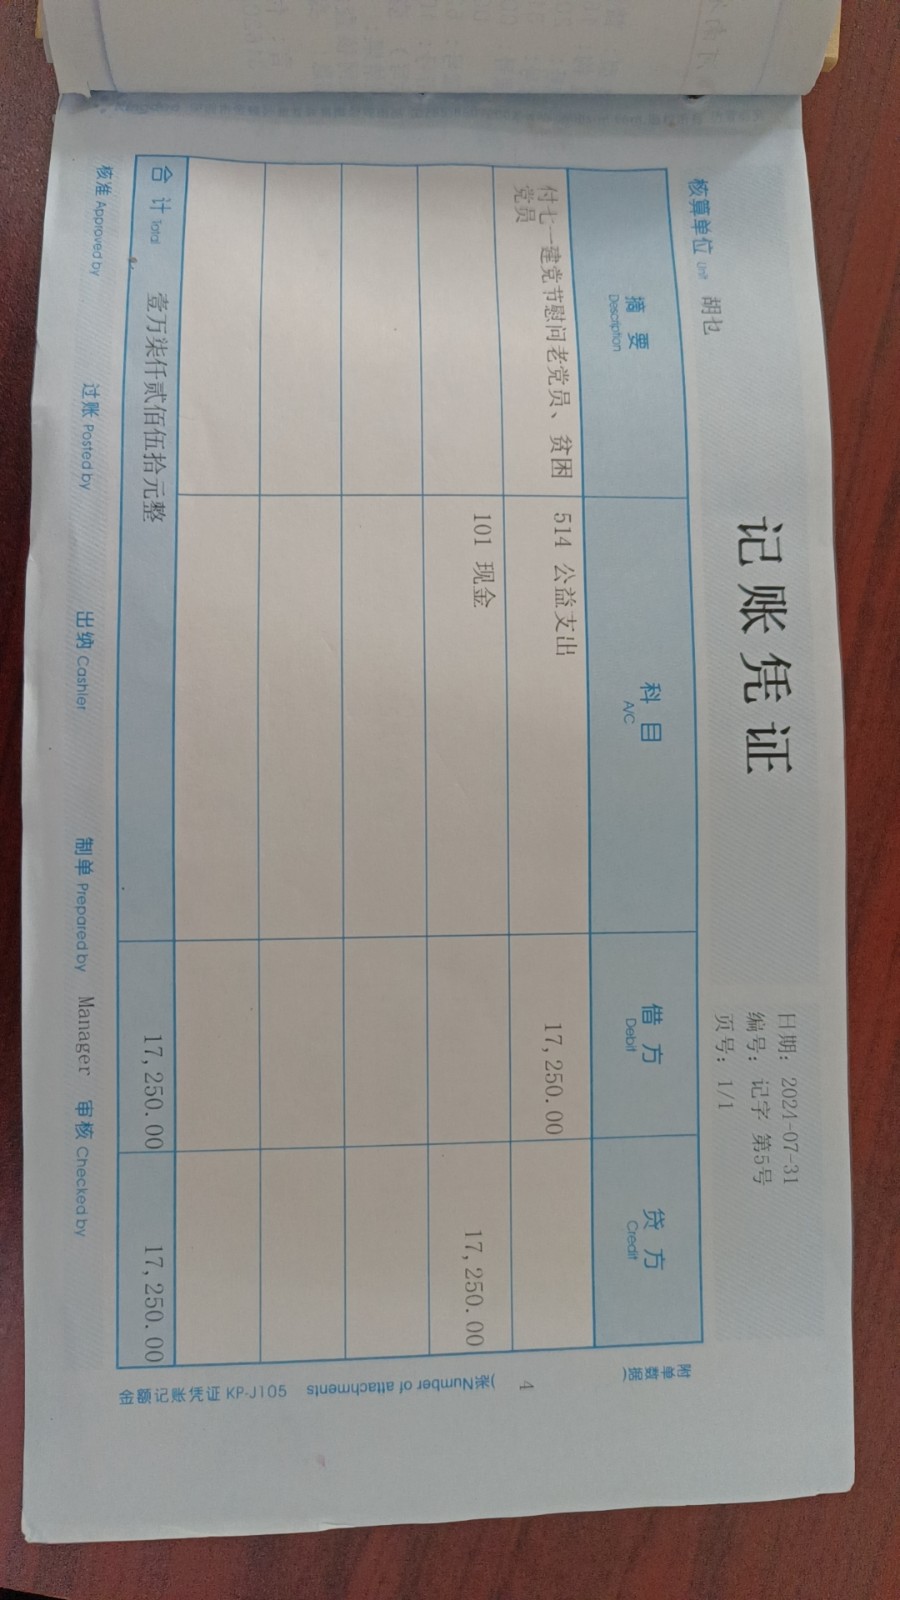 记账凭证
日期: 2024-07-31
编号: 记字 第5号
页号: 1/1
核算单位 Unit 胡乜
摘 要 Description 科 目 A/C 借 方 Debit 贷 方 Credit
付七一建党节慰问老党员、贫困 514 公益支出 17,250.00
党员
101 现金 17,250.00
合 计 Total 壹万柒仟贰佰伍拾元整 17,250.00 17,250.00
核准 Approved by 过账 Posted by 出纳 Cashier 制单 Prepared by Manager 审核 Checked by
附单数据) 4 张Number of attachments)
金额记账凭证 KP-J105